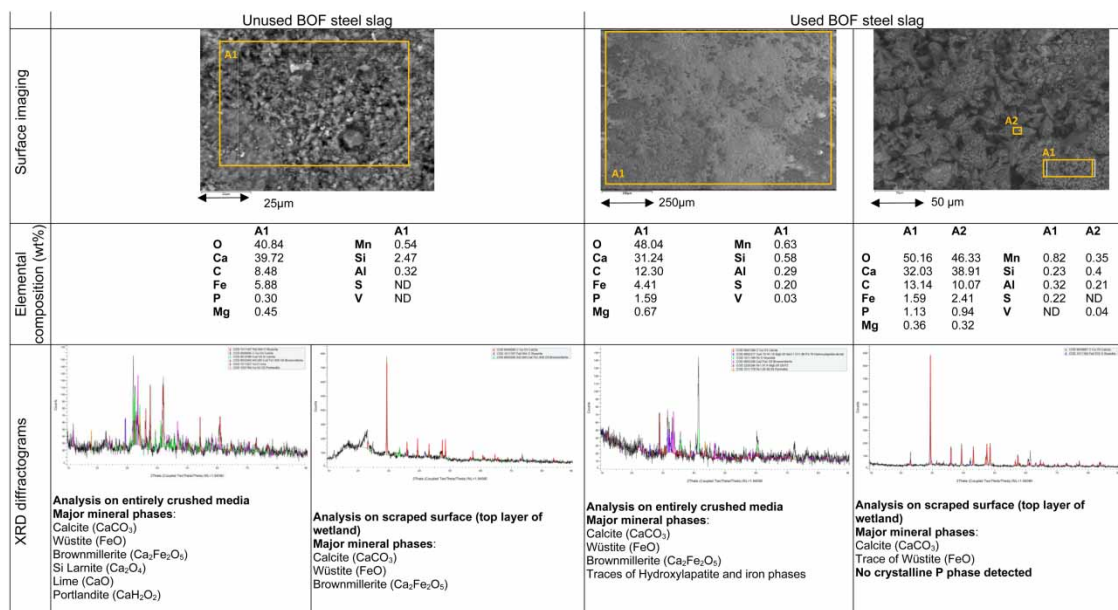 Unused BOF steel slag
Used BOF steel slag
Surface imaging
A1
25µm
A1
250µm
A2
A1
50 µm
Elemental composition (wt%)
A1 A1
O 40.84 Mn 0.54
Ca 39.72 Si 2.47
C 8.48 Al 0.32
Fe 5.88 S ND
P 0.30 V ND
Mg 0.45
A1 A1
O 48.04 Mn 0.63
Ca 31.24 Si 0.58
C 12.30 Al 0.29
Fe 4.41 S 0.20
P 1.59 V 0.03
Mg 0.67
A1 A2 A1 A2
O 50.16 46.33 Mn 0.82 0.35
Ca 32.03 38.91 Si 0.23 0.4
C 13.14 10.07 Al 0.32 0.21
Fe 1.59 2.41 S 0.22 ND
P 1.13 0.94 V ND 0.04
Mg 0.36 0.32
XRD diffractograms
Analysis on entirely crushed media
Major mineral phases:
Calcite (CaCO₃)
Wüstite (FeO)
Brownmillerite (Ca₂Fe₂O₅)
Si Larnite (Ca₂O₄)
Lime (CaO)
Portlandite (CaH₂O₂)
Analysis on scraped surface (top layer of
wetland)
Major mineral phases:
Calcite (CaCO₃)
Wüstite (FeO)
Brownmillerite (Ca₂Fe₂O₅)
Analysis on entirely crushed media
Major mineral phases:
Calcite (CaCO₃)
Wüstite (FeO)
Brownmillerite (Ca₂Fe₂O₅)
Traces of Hydroxylapatite and iron phases
Analysis on scraped surface (top layer of
wetland)
Major mineral phases:
Calcite (CaCO₃)
Trace of Wüstite (FeO)
No crystalline P phase detected